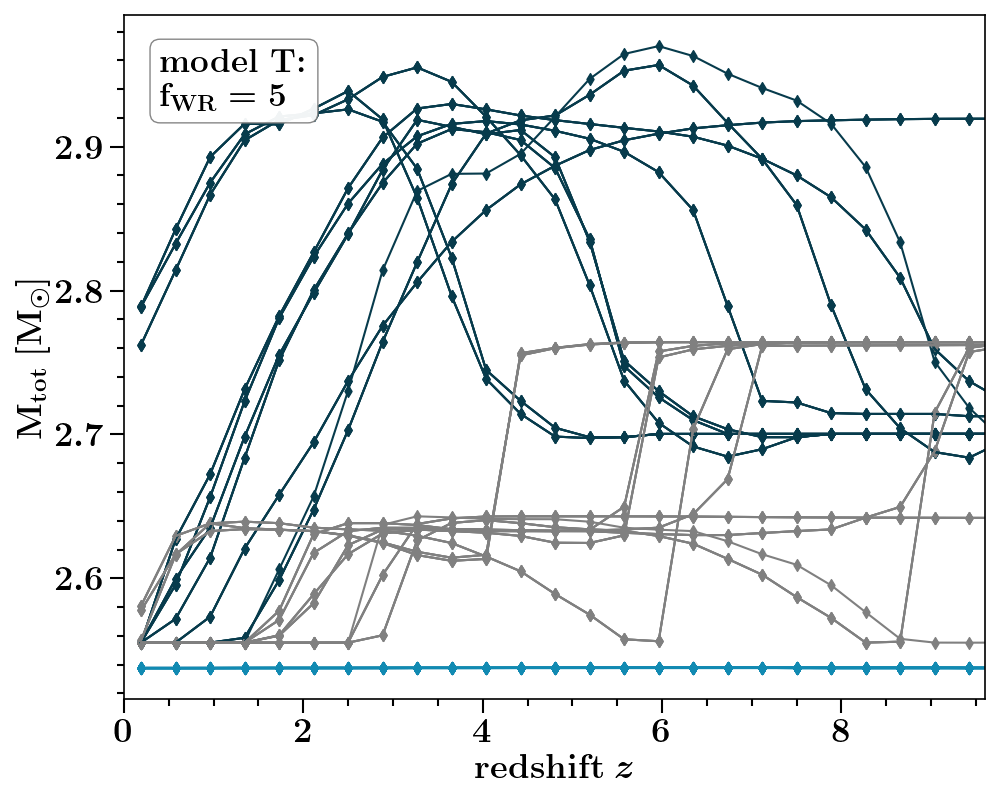 model T:
f_WR = 5
M_tot [M_⊙]
2.9
2.8
2.7
2.6
0 2 4 6 8
redshift z